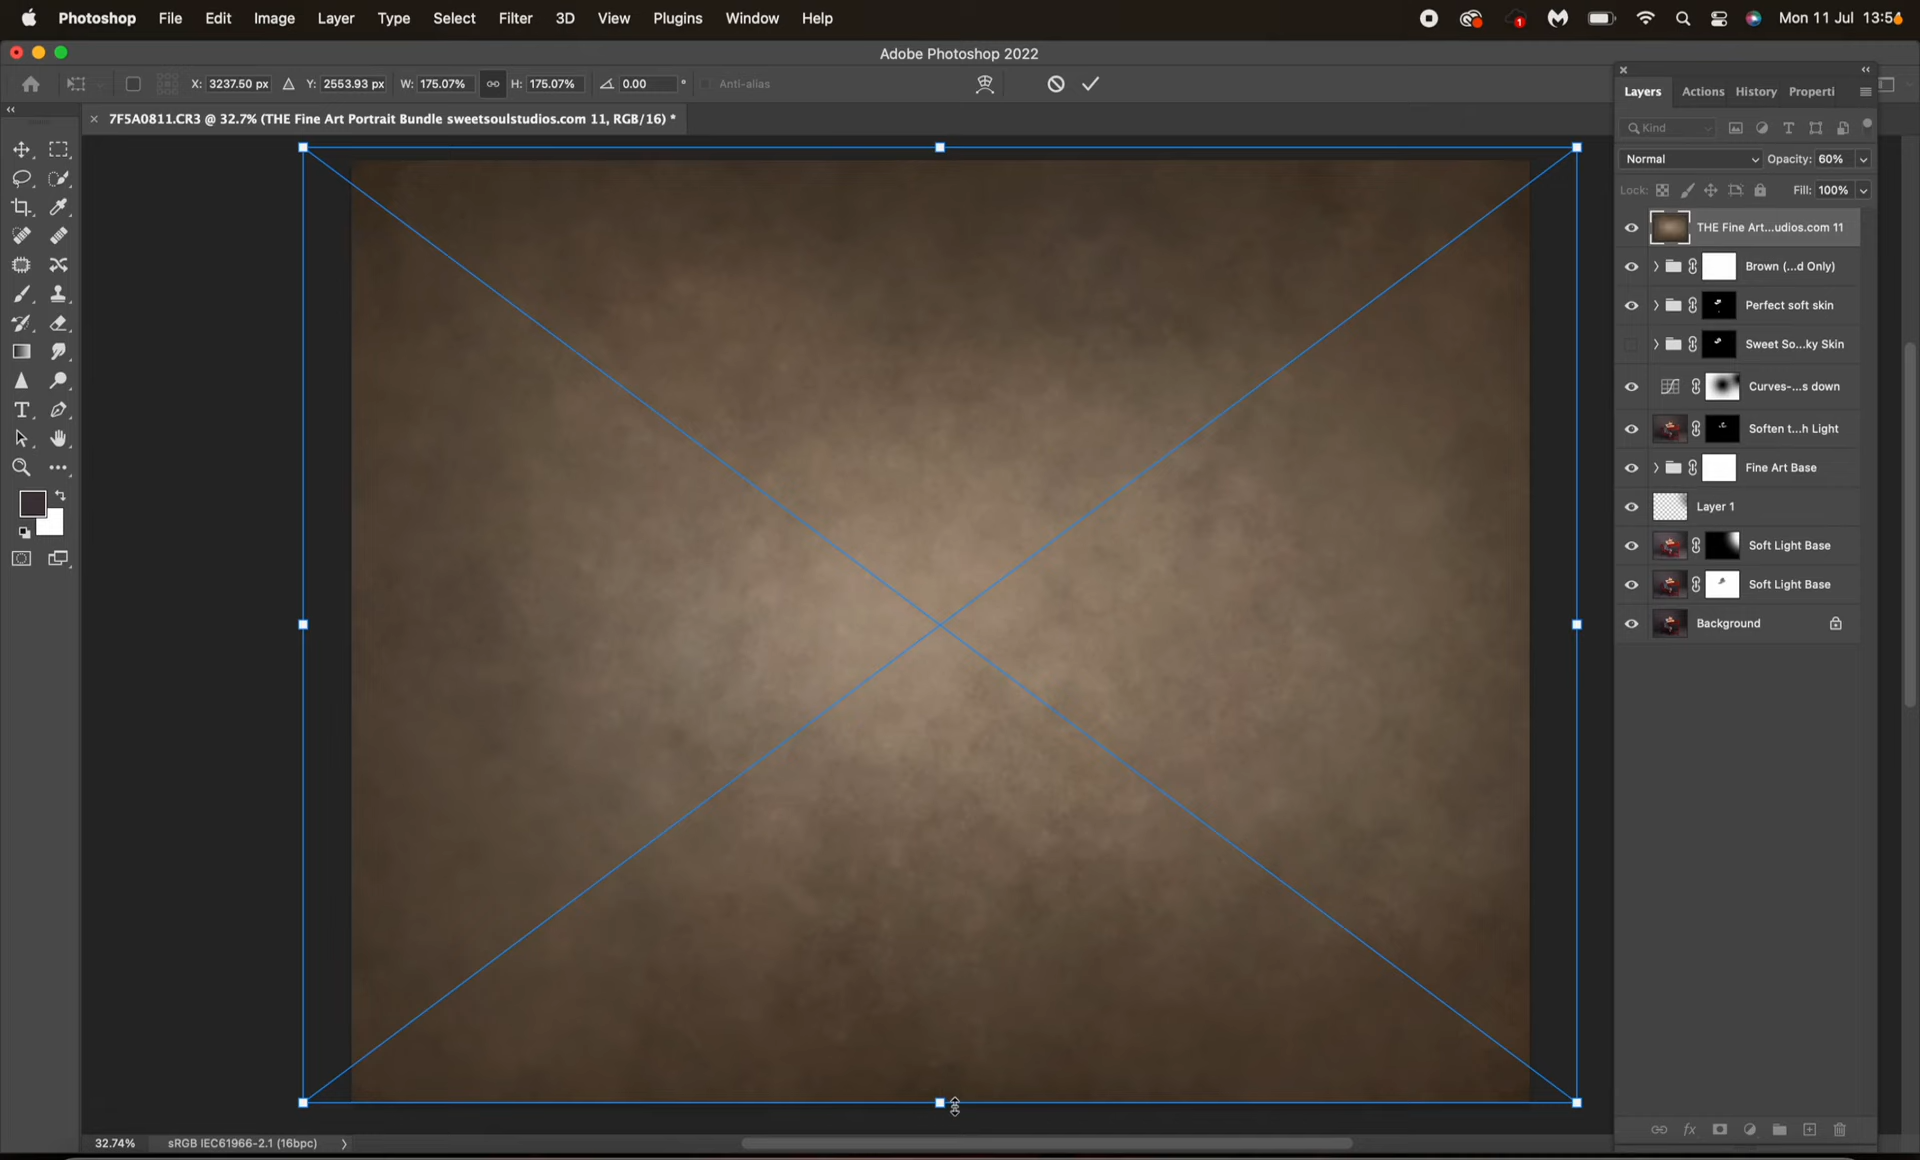 Photoshop File Edit Image Layer Type Select Filter 3D View Plugins Window Help 1 Mon 11 Jul 13:54
Adobe Photoshop 2022
X: 3237.50 px Y: 2553.93 px W: 175.07% H: 175.07% 0.00 ° Anti-alias
7F5A0811.CR3 @ 32.7% (THE Fine Art Portrait Bundle sweetsoulstudios.com 11, RGB/16) *
Layers Actions History Properti
Kind
Normal Opacity: 60%
Lock: Fill: 100%
THE Fine Art...udios.com 11
Brown (...d Only)
Perfect soft skin
Sweet So...ky Skin
Curves-...s down
Soften t...h Light
Fine Art Base
Layer 1
Soft Light Base
Soft Light Base
Background
32.74% sRGB IEC61966-2.1 (16bpc)